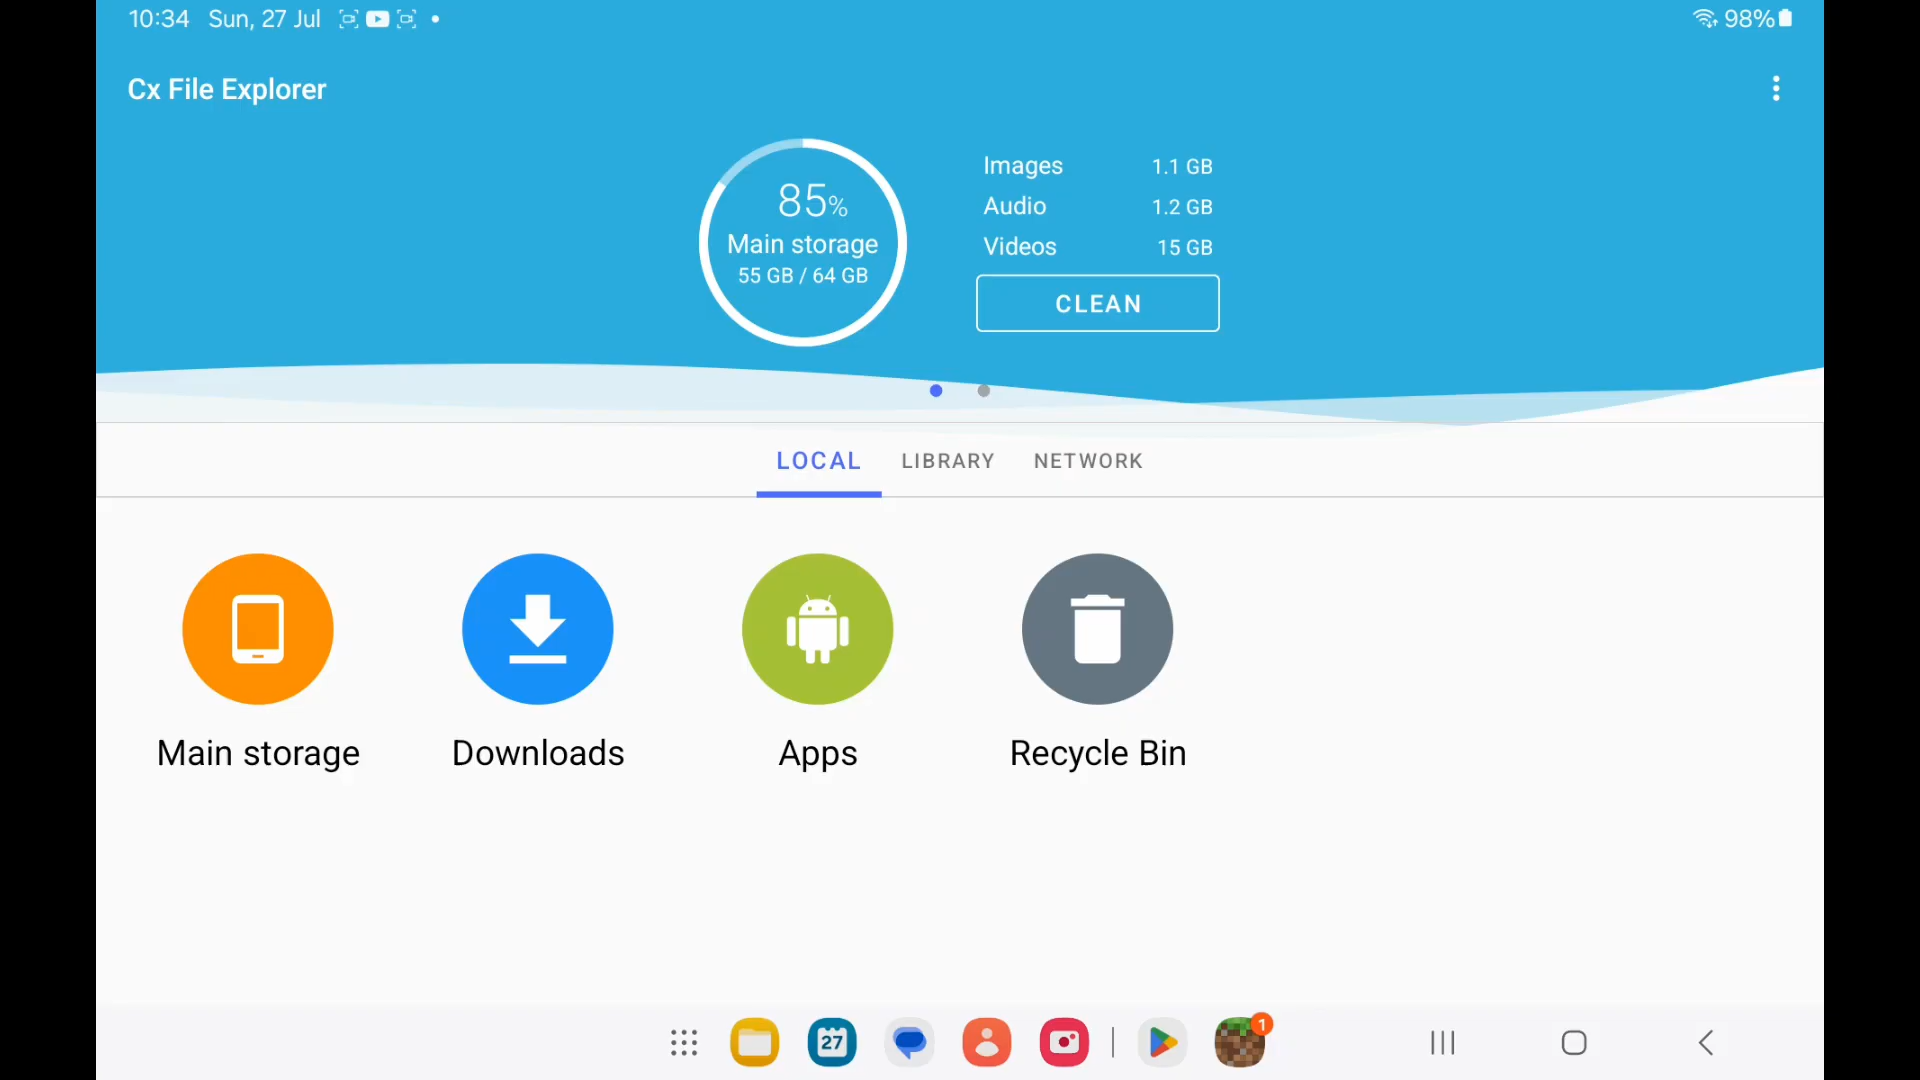 10:34 Sun, 27 Jul
98%
Cx File Explorer
85%
Main storage
55 GB / 64 GB
Images 1.1 GB
Audio 1.2 GB
Videos 15 GB
CLEAN
LOCAL LIBRARY NETWORK
Main storage Downloads Apps Recycle Bin
27
1